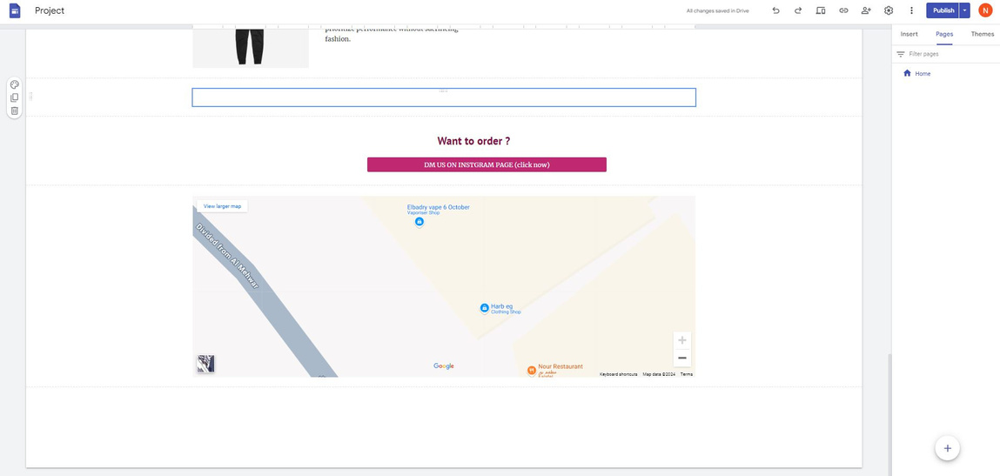 Project
All changes saved in Drive
Publish
N
Insert
Pages
Themes
Filter pages
Home
prioritize performance without sacrificing
fashion.
Want to order ?
DM US ON INSTGRAM PAGE (click now)
View larger map
Elbadry vape 6 October
Vaporiser Shop
Divided from Al Mehwar
Harb eg
Clothing Shop
Nour Restaurant
Google
Keyboard shortcuts
Map data ©2024
Terms